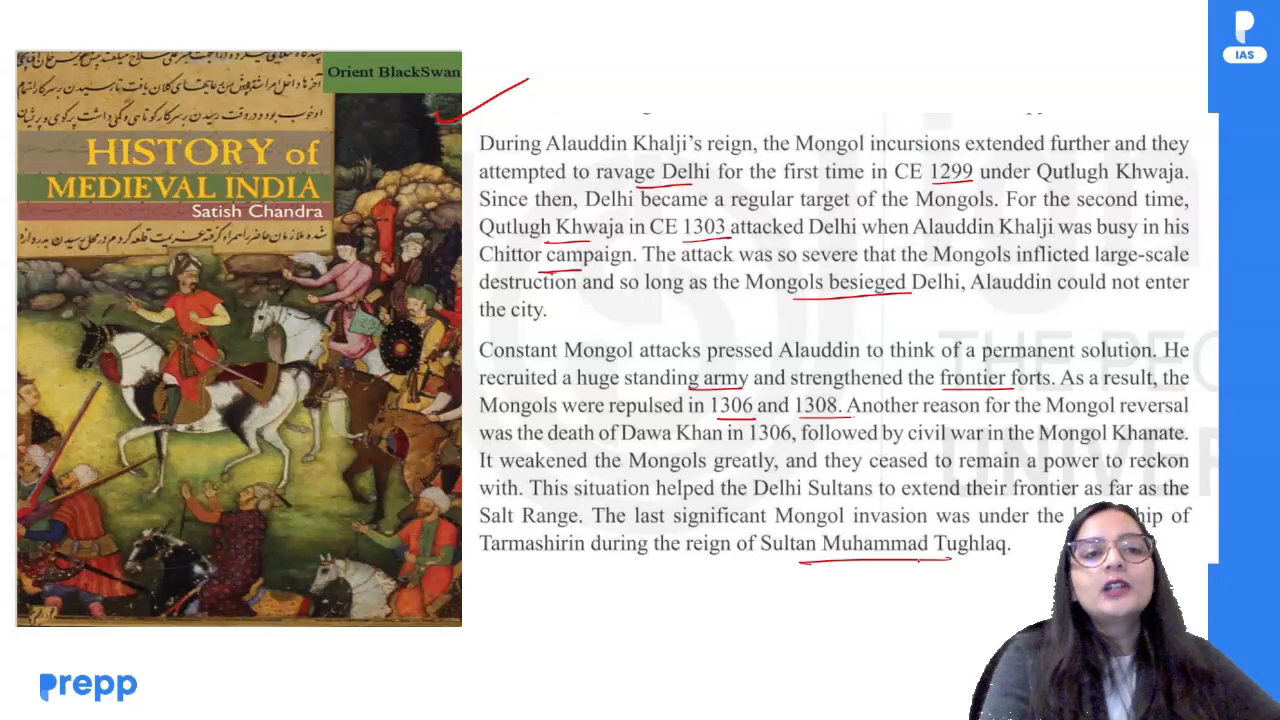 IAS
Orient BlackSwan
HISTORY of
MEDIEVAL INDIA
Satish Chandra
During Alauddin Khalji’s reign, the Mongol incursions extended further and they
attempted to ravage Delhi for the first time in CE 1299 under Qutlugh Khwaja.
Since then, Delhi became a regular target of the Mongols. For the second time,
Qutlugh Khwaja in CE 1303 attacked Delhi when Alauddin Khalji was busy in his
Chittor campaign. The attack was so severe that the Mongols inflicted large-scale
destruction and so long as the Mongols besieged Delhi, Alauddin could not enter
the city.
Constant Mongol attacks pressed Alauddin to think of a permanent solution. He
recruited a huge standing army and strengthened the frontier forts. As a result, the
Mongols were repulsed in 1306 and 1308. Another reason for the Mongol reversal
was the death of Dawa Khan in 1306, followed by civil war in the Mongol Khanate.
It weakened the Mongols greatly, and they ceased to remain a power to reckon
with. This situation helped the Delhi Sultans to extend their frontier as far as the
Salt Range. The last significant Mongol invasion was under the of
Tarmashirin during the reign of Sultan Muhammad Tughlaq.
prepp